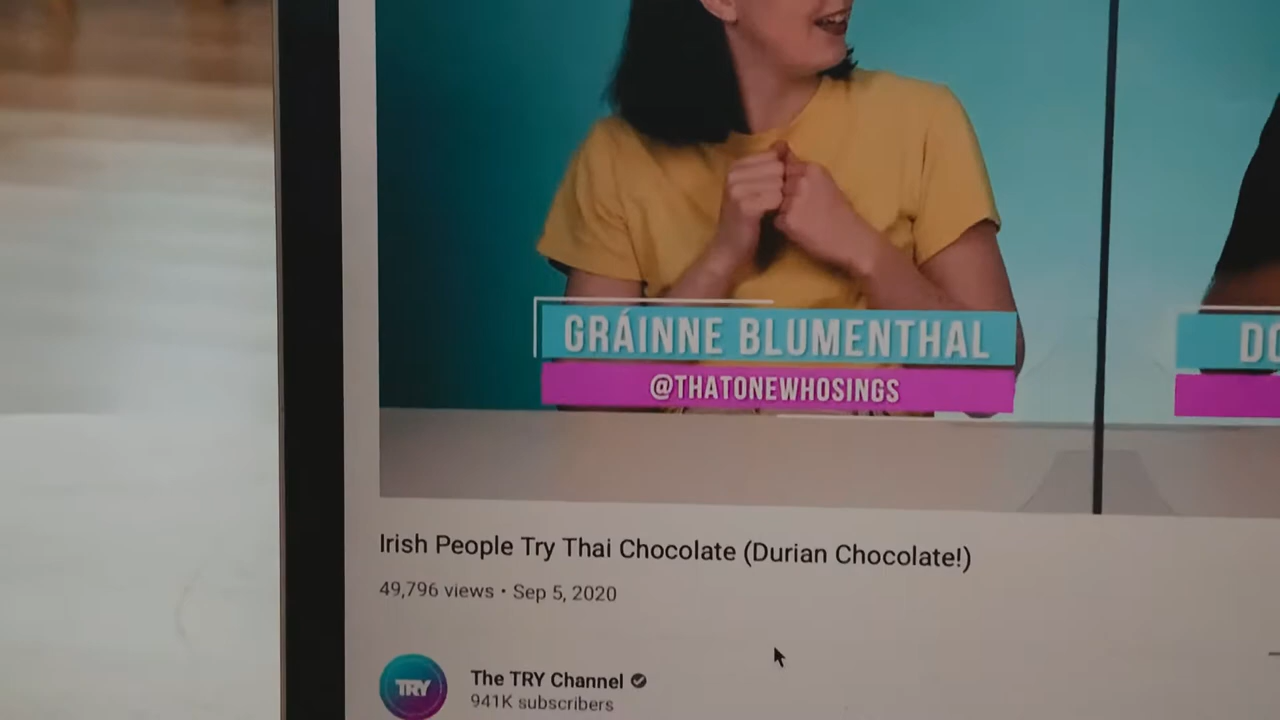 GRÁINNE BLUMENTHAL
@THATONEWHOSINGS
DO
Irish People Try Thai Chocolate (Durian Chocolate!)
49,796 views • Sep 5, 2020
TRY
The TRY Channel
941K subscribers